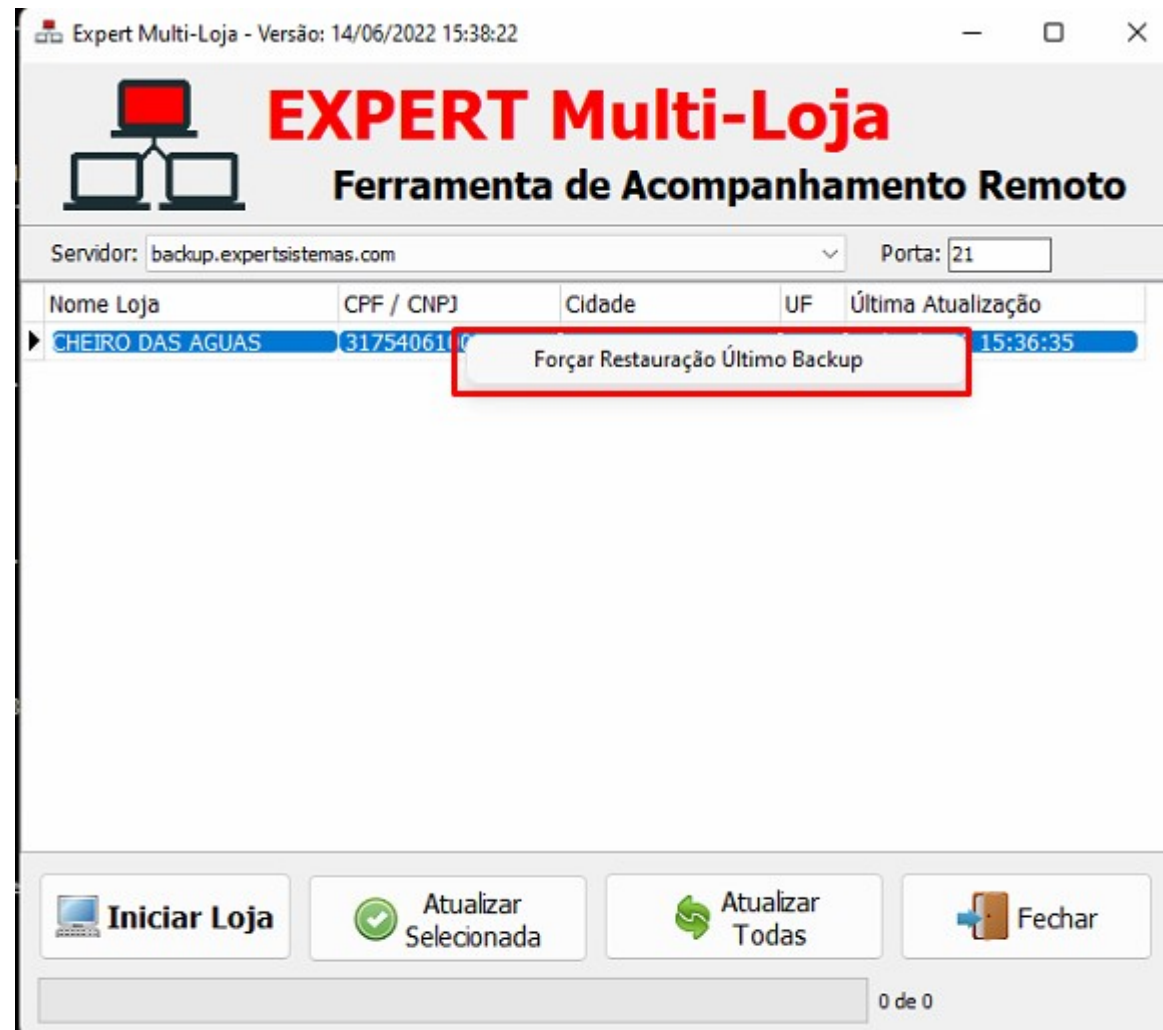 Expert Multi-Loja - Versão: 14/06/2022 15:38:22
EXPERT Multi-Loja
Ferramenta de Acompanhamento Remoto
Servidor: backup.expertsistemas.com Porta: 21
Nome Loja CPF / CNPJ Cidade UF Última Atualização
CHEIRO DAS AGUAS 15:36:35
Forçar Restauração Último Backup
Iniciar Loja
Atualizar
Selecionada
Atualizar
Todas
Fechar
0 de 0